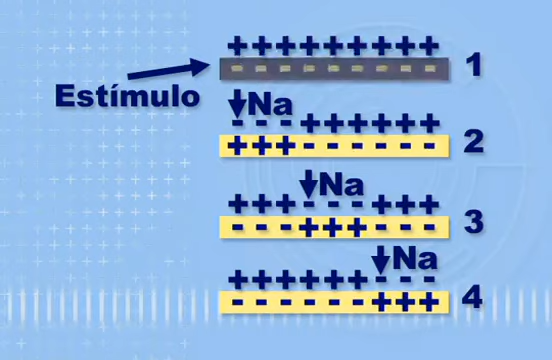 +++++++++
- - - - - - - - - 1
Estímulo
Na
- - - ++++++
+++ - - - - - - 2
Na
+++ - - - +++
- - - +++ - - - 3
Na
++++++ - - -
- - - - - - +++ 4